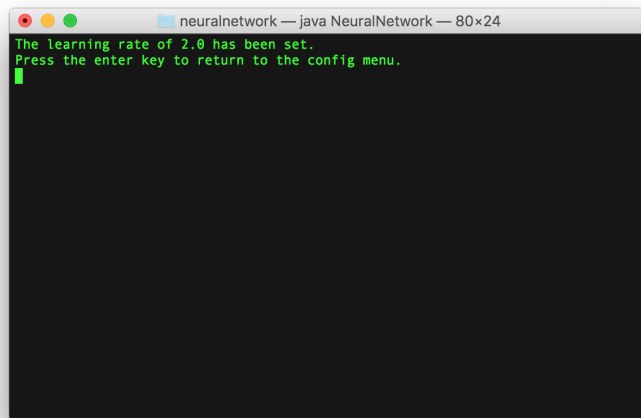 neuralnetwork — java NeuralNetwork — 80×24
The learning rate of 2.0 has been set.
Press the enter key to return to the config menu.